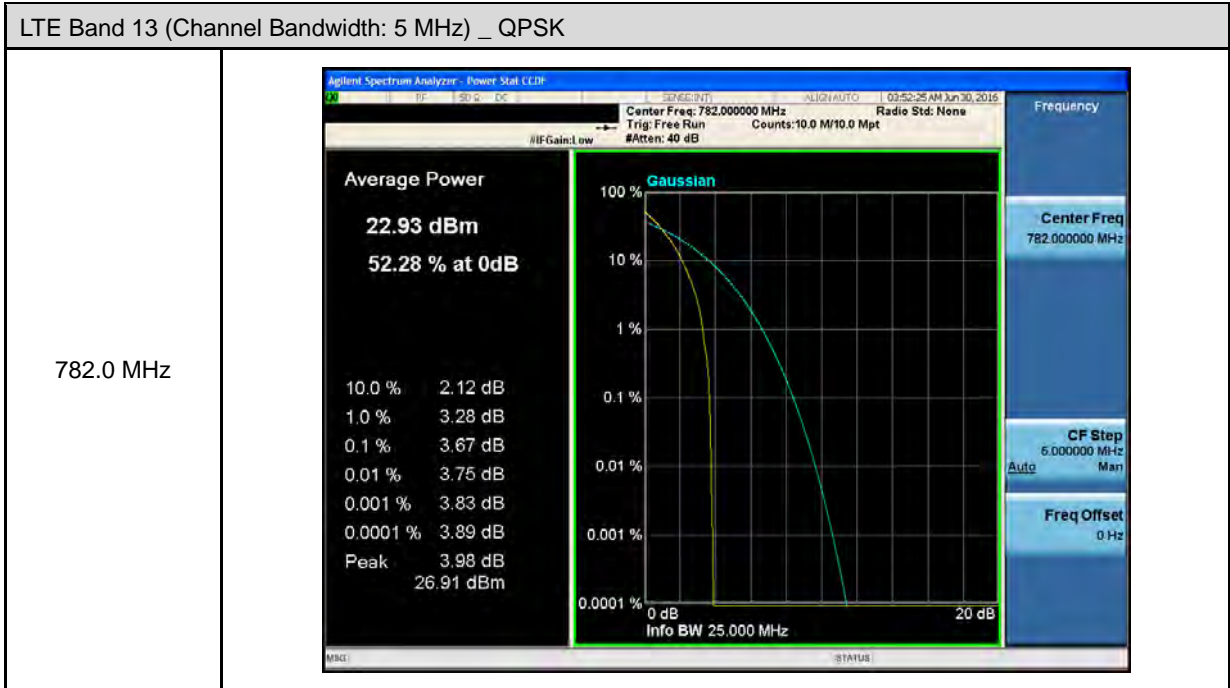 LTE Band 13 (Channel Bandwidth: 5 MHz) _ QPSK
782.0 MHz
Agilent Spectrum Analyzer - Power Stat CCDF
RF 50 Ω DC SENSE:INT ALIGN AUTO 03:52:25 AM Jun 30, 2016
Center Freq: 782.000000 MHz Radio Std: None
Trig: Free Run Counts:10.0 M/10.0 Mpt
#IFGain:Low #Atten: 40 dB
Average Power
22.93 dBm
52.28 % at 0dB
10.0 % 2.12 dB
1.0 % 3.28 dB
0.1 % 3.67 dB
0.01 % 3.75 dB
0.001 % 3.83 dB
0.0001 % 3.89 dB
Peak 3.98 dB
26.91 dBm
Gaussian
100 %
10 %
1 %
0.1 %
0.01 %
0.001 %
0.0001 %
0 dB 20 dB
Info BW 25.000 MHz
Frequency
Center Freq
782.000000 MHz
CF Step
5.000000 MHz
Auto Man
Freq Offset
0 Hz
MSG STATUS